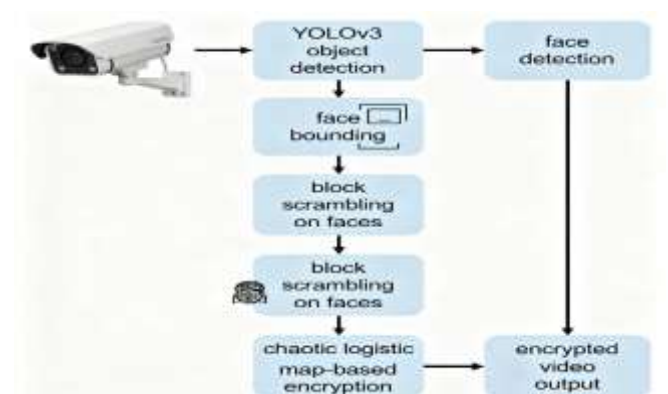 YOLOv3
object
detection
face
detection
face
bounding
block
scrambling
on faces
block
scrambling
on faces
chaotic logistic
map-based
encryption
encrypted
video
output